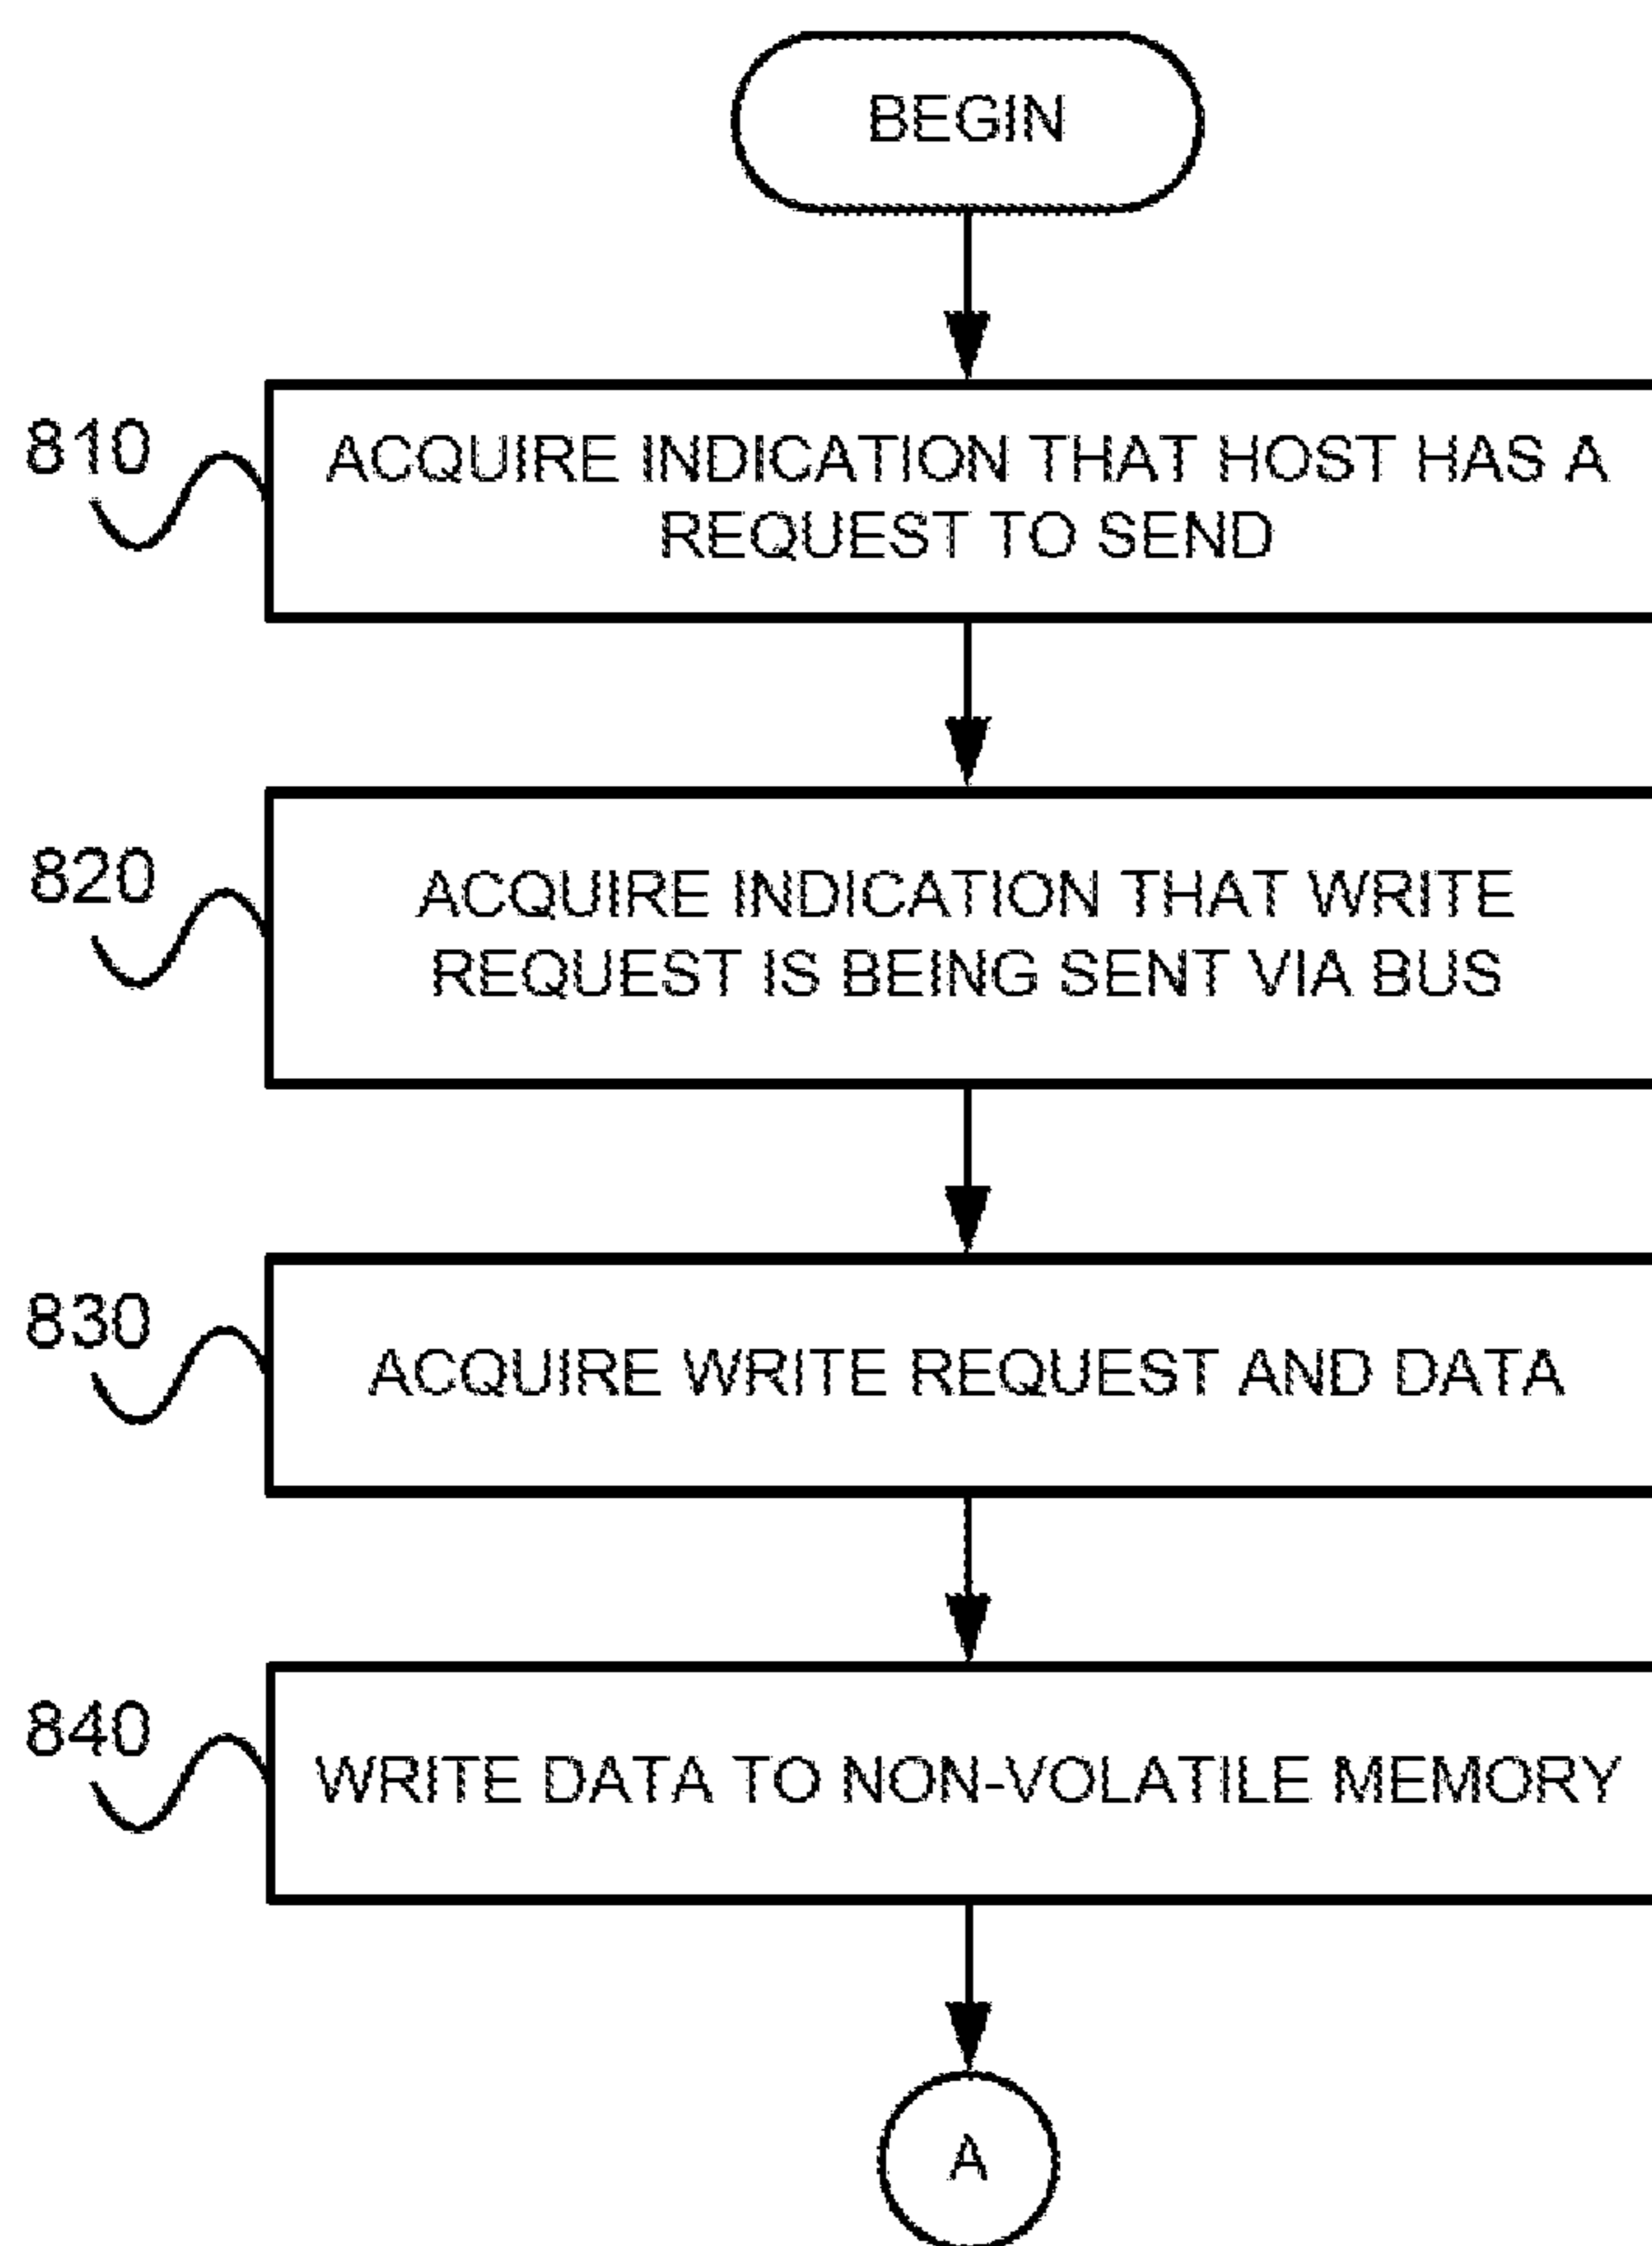 BEGIN
810
ACQUIRE INDICATION THAT HOST HAS A
REQUEST TO SEND
820
ACQUIRE INDICATION THAT WRITE
REQUEST IS BEING SENT VIA BUS
830
ACQUIRE WRITE REQUEST AND DATA
840
WRITE DATA TO NON-VOLATILE MEMORY
A